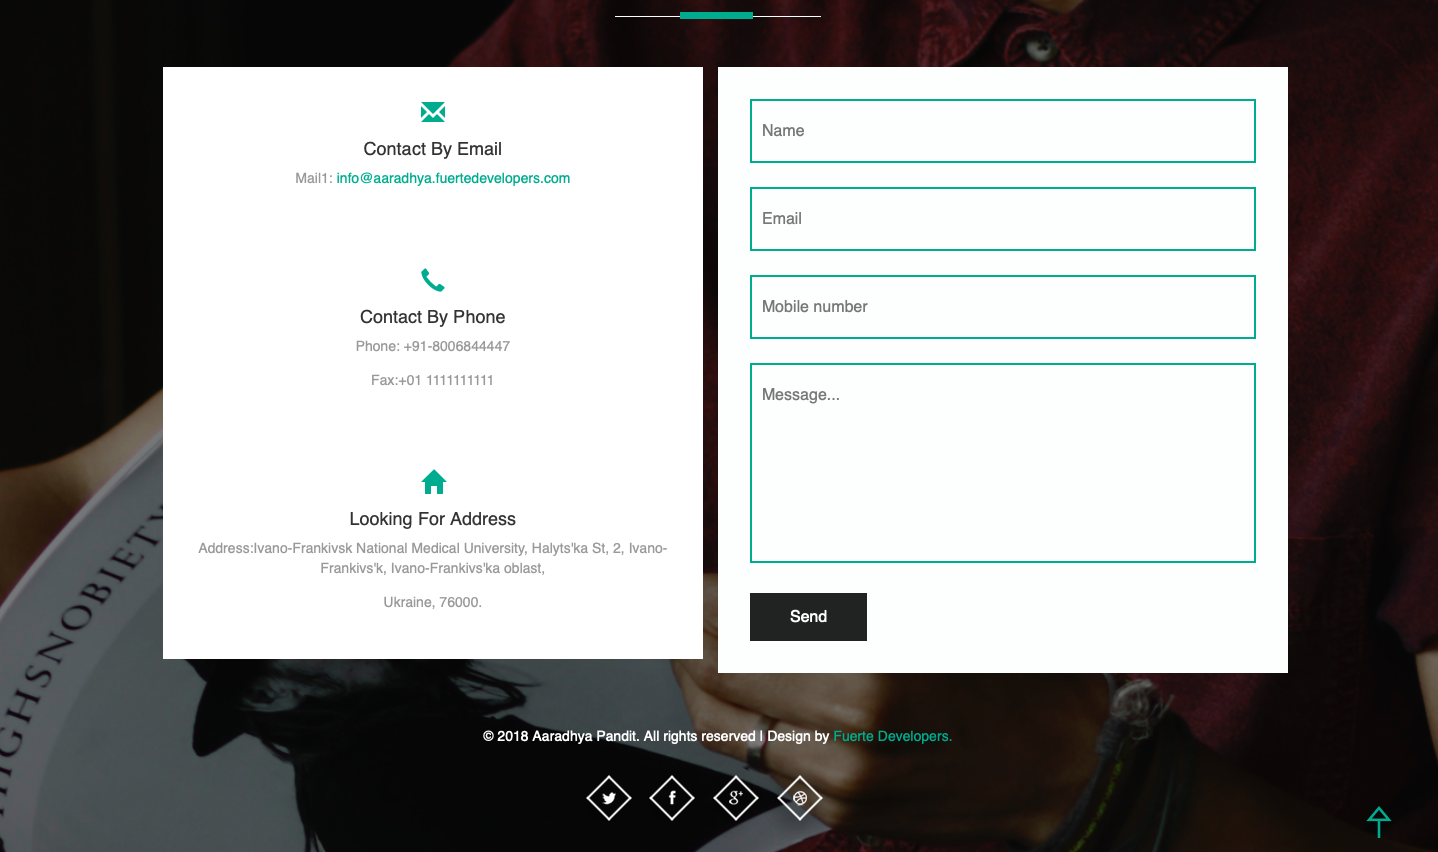 Contact By Email
Mail1: info@aaradhya.fuertedevelopers.com
Contact By Phone
Phone: +91-8006844447
Fax:+01 1111111111
Looking For Address
Address:Ivano-Frankivsk National Medical University, Halyts'ka St, 2, Ivano-
Frankivs'k, Ivano-Frankivs'ka oblast,
Ukraine, 76000.
Name
Email
Mobile number
Message...
Send
HIGHSNOBIETY
© 2018 Aaradhya Pandit. All rights reserved | Design by Fuerte Developers.